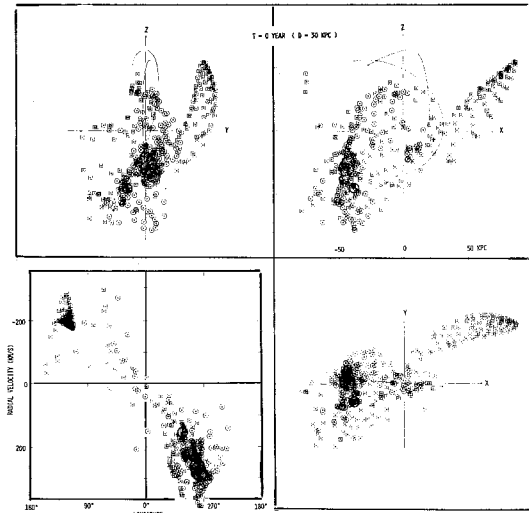 Z
T = 0 YEAR ( D = 30 KPC )
Z
Y
X
-50 0 50 KPC
RADIAL VELOCITY (KM/S)
-200
0
200
180° 90° 0° 270° 180°
Y
X